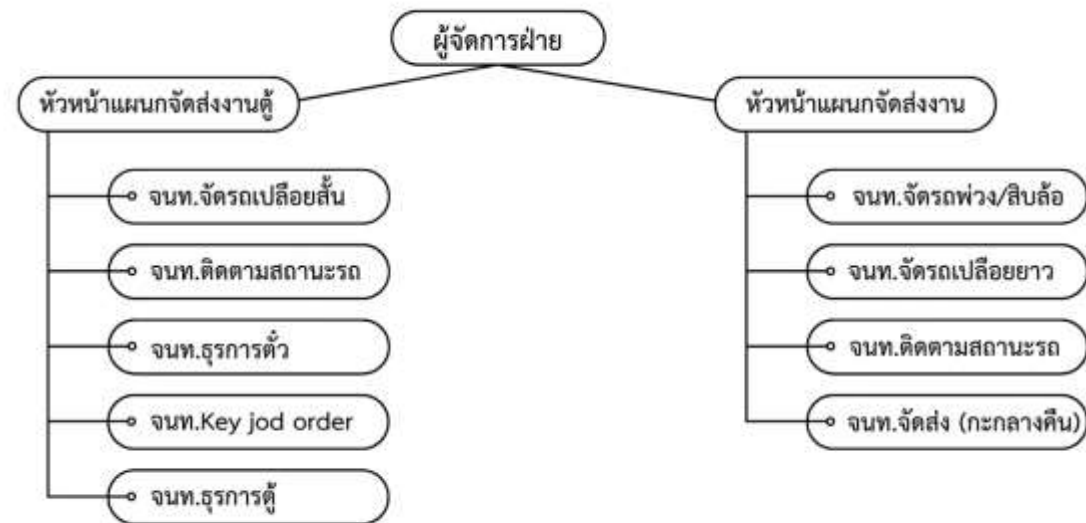 ผู้จัดการฝ่าย
หัวหน้าแผนกจัดส่งงานตู้
จนท.จัดรถเปลือยสั้น
จนท.ติดตามสถานะรถ
จนท.ธุรการตั๋ว
จนท.Key jod order
จนท.ธุรการตู้
หัวหน้าแผนกจัดส่งงาน
จนท.จัดรถพ่วง/สิบล้อ
จนท.จัดรถเปลือยยาว
จนท.ติดตามสถานะรถ
จนท.จัดส่ง (กะกลางคืน)